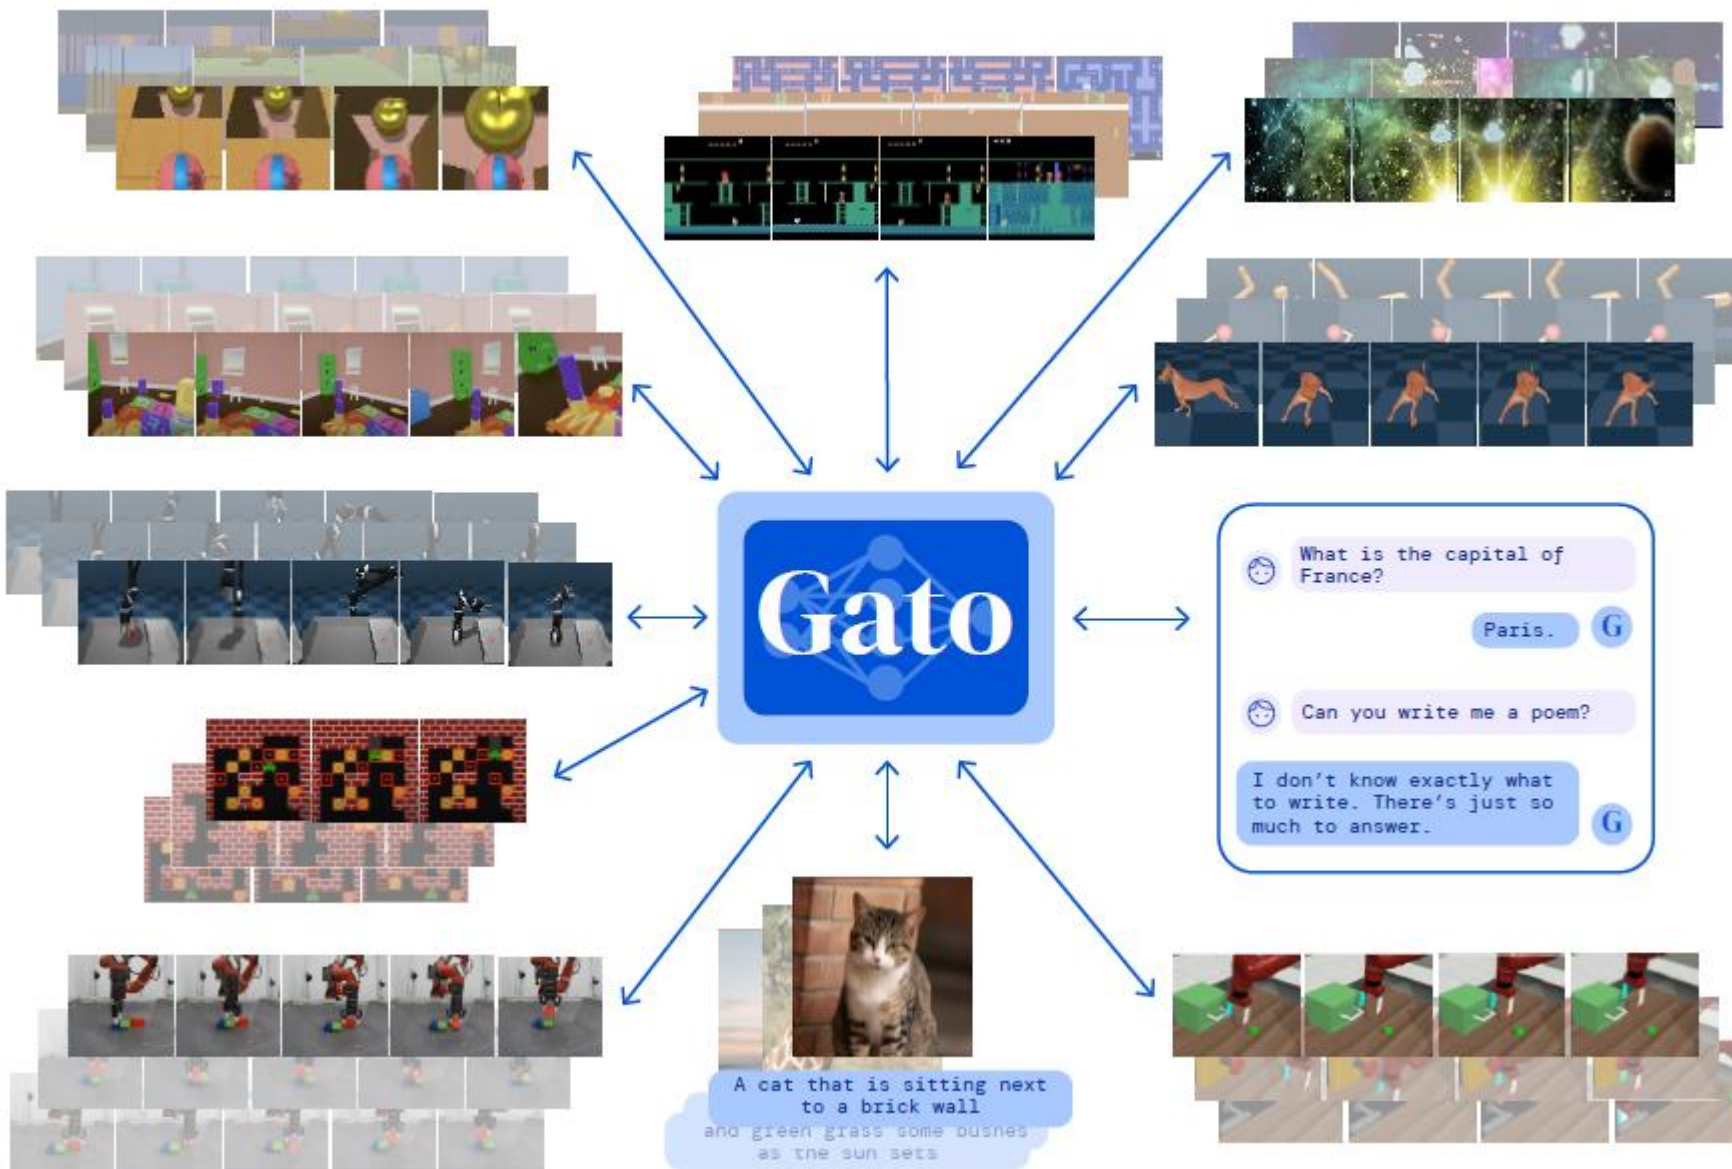 Gato
What is the capital of
France?
Paris.
G
Can you write me a poem?
I don't know exactly what
to write. There's just so
much to answer.
G
A cat that is sitting next
to a brick wall
and green grass some bushes
as the sun sets